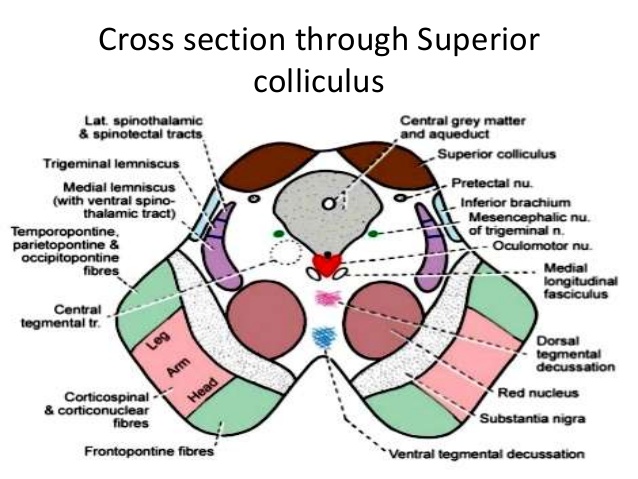 Cross section through Superior
colliculus
Lat. spinothalamic
& spinotectal tracts
Trigeminal lemniscus
Medial lemniscus
(with ventral spino-
thalamic tract)
Temporopontine,
parietopontine &
occipitopontine
fibres
Central
tegmental tr.
Leg
Arm
Head
Corticospinal
& corticonuclear
fibres
Frontopontine fibres
Central grey matter
and aqueduct
Superior colliculus
Pretectal nu.
Inferior brachium
Mesencephalic nu.
of trigeminal n.
Oculomotor nu.
Medial
longitudinal
fasciculus
Dorsal
tegmental
decussation
Red nucleus
Substantia nigra
Ventral tegmental decussation